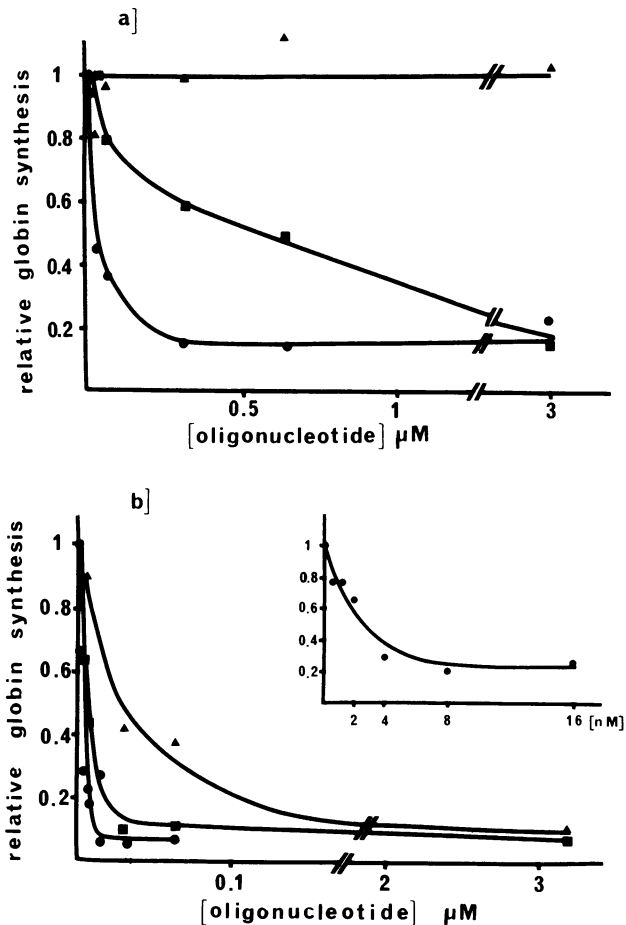 a]
1
0.8
0.6
0.4
0.2
relative globin synthesis
0.5 1 3
[oligonucleotide] μM
b]
1
0.8
0.6
0.4
0.2
relative globin synthesis
1
0.8
0.6
0.4
0.2
2 4 8 16 [nM]
0.1 2 3
[oligonucleotide] μM